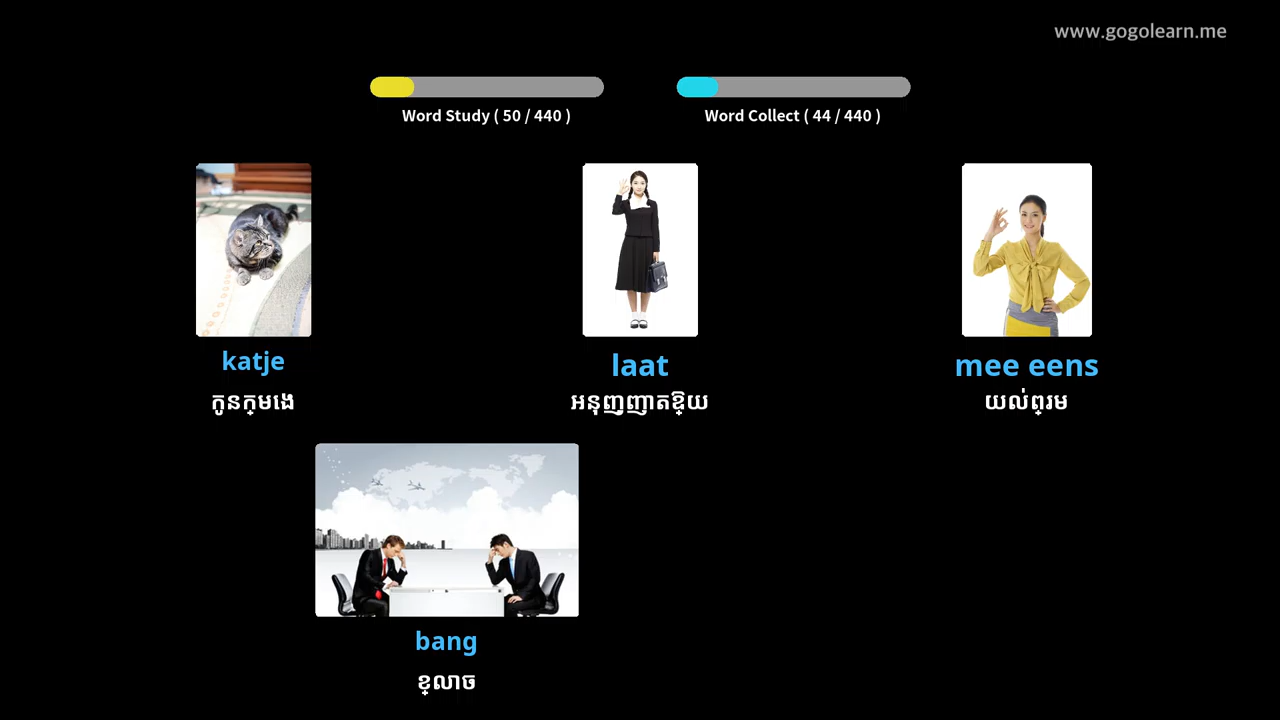 www.gogolearn.me
Word Study ( 50 / 440 )
Word Collect ( 44 / 440 )
katje
laat
mee eens
កូនក្មេង
អនុញ្ញាតឱ្យ
យល់ព្រម
bang
ខ្លាច